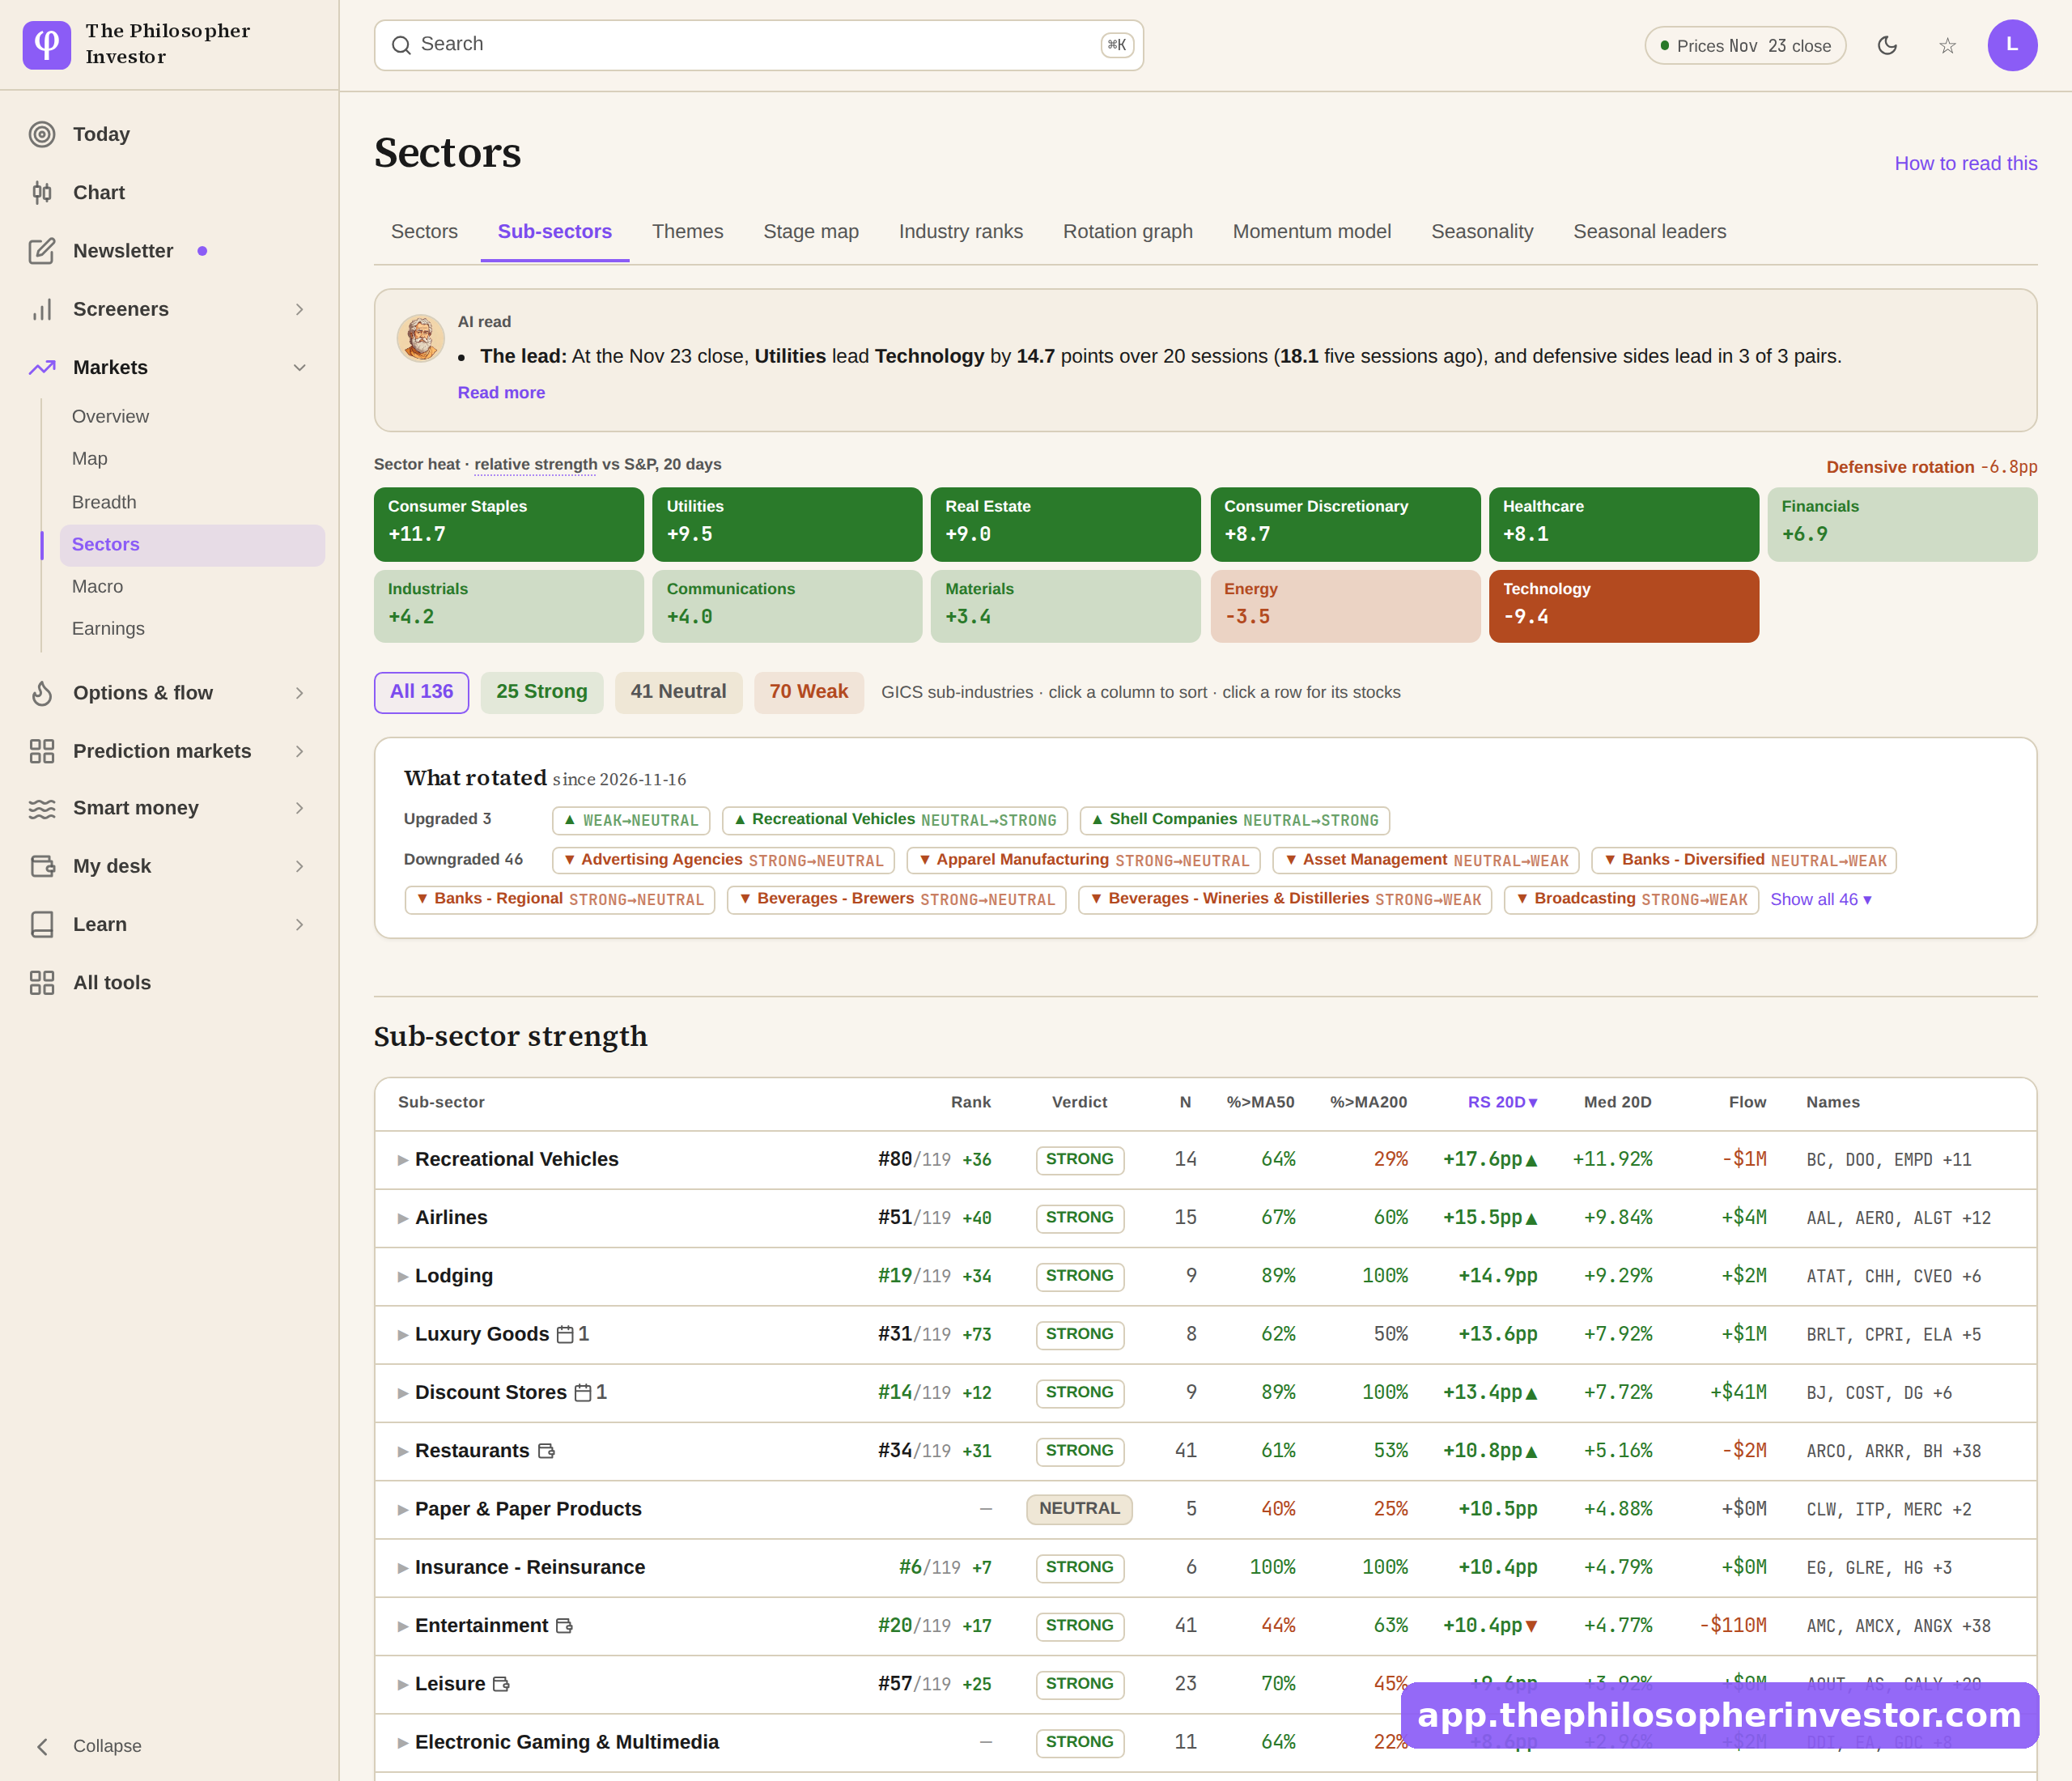 The Philosopher
Investor
Search
⌘K
Prices Nov 23 close
L
Today
Chart
Newsletter
Screeners
Markets
Overview
Map
Breadth
Sectors
Macro
Earnings
Options & flow
Prediction markets
Smart money
My desk
Learn
All tools
Collapse
Sectors
How to read this
Sectors Sub-sectors Themes Stage map Industry ranks Rotation graph Momentum model Seasonality Seasonal leaders
AI read
• The lead: At the Nov 23 close, Utilities lead Technology by 14.7 points over 20 sessions (18.1 five sessions ago), and defensive sides lead in 3 of 3 pairs.
Read more
Sector heat · relative strength vs S&P, 20 days
Defensive rotation -6.8pp
Consumer Staples +11.7
Utilities +9.5
Real Estate +9.0
Consumer Discretionary +8.7
Healthcare +8.1
Financials +6.9
Industrials +4.2
Communications +4.0
Materials +3.4
Energy -3.5
Technology -9.4
All 136 25 Strong 41 Neutral 70 Weak GICS sub-industries · click a column to sort · click a row for its stocks
What rotated since 2026-11-16
Upgraded 3 ▲ WEAK→NEUTRAL ▲ Recreational Vehicles NEUTRAL→STRONG ▲ Shell Companies NEUTRAL→STRONG
Downgraded 46 ▼ Advertising Agencies STRONG→NEUTRAL ▼ Apparel Manufacturing STRONG→NEUTRAL ▼ Asset Management NEUTRAL→WEAK ▼ Banks - Diversified NEUTRAL→WEAK
▼ Banks - Regional STRONG→NEUTRAL ▼ Beverages - Brewers STRONG→NEUTRAL ▼ Beverages - Wineries & Distilleries STRONG→WEAK ▼ Broadcasting STRONG→WEAK Show all 46 ▾
Sub-sector strength
Sub-sector Rank Verdict N %>MA50 %>MA200 RS 20D▼ Med 20D Flow Names
▶ Recreational Vehicles #80/119 +36 STRONG 14 64% 29% +17.6pp▲ +11.92% -$1M BC, DOO, EMPD +11
▶ Airlines #51/119 +40 STRONG 15 67% 60% +15.5pp▲ +9.84% +$4M AAL, AERO, ALGT +12
▶ Lodging #19/119 +34 STRONG 9 89% 100% +14.9pp +9.29% +$2M ATAT, CHH, CVEO +6
▶ Luxury Goods 1 #31/119 +73 STRONG 8 62% 50% +13.6pp +7.92% +$1M BRLT, CPRI, ELA +5
▶ Discount Stores 1 #14/119 +12 STRONG 9 89% 100% +13.4pp▲ +7.72% +$41M BJ, COST, DG +6
▶ Restaurants #34/119 +31 STRONG 41 61% 53% +10.8pp▲ +5.16% -$2M ARCO, ARKR, BH +38
▶ Paper & Paper Products — NEUTRAL 5 40% 25% +10.5pp +4.88% +$0M CLW, ITP, MERC +2
▶ Insurance - Reinsurance #6/119 +7 STRONG 6 100% 100% +10.4pp +4.79% +$0M EG, GLRE, HG +3
▶ Entertainment #20/119 +17 STRONG 41 44% 63% +10.4pp▼ +4.77% -$110M AMC, AMCX, ANGX +38
▶ Leisure #57/119 +25 STRONG 23 70% 45%
▶ Electronic Gaming & Multimedia — STRONG 11 64% 22%
app.thephilosopherinvestor.com